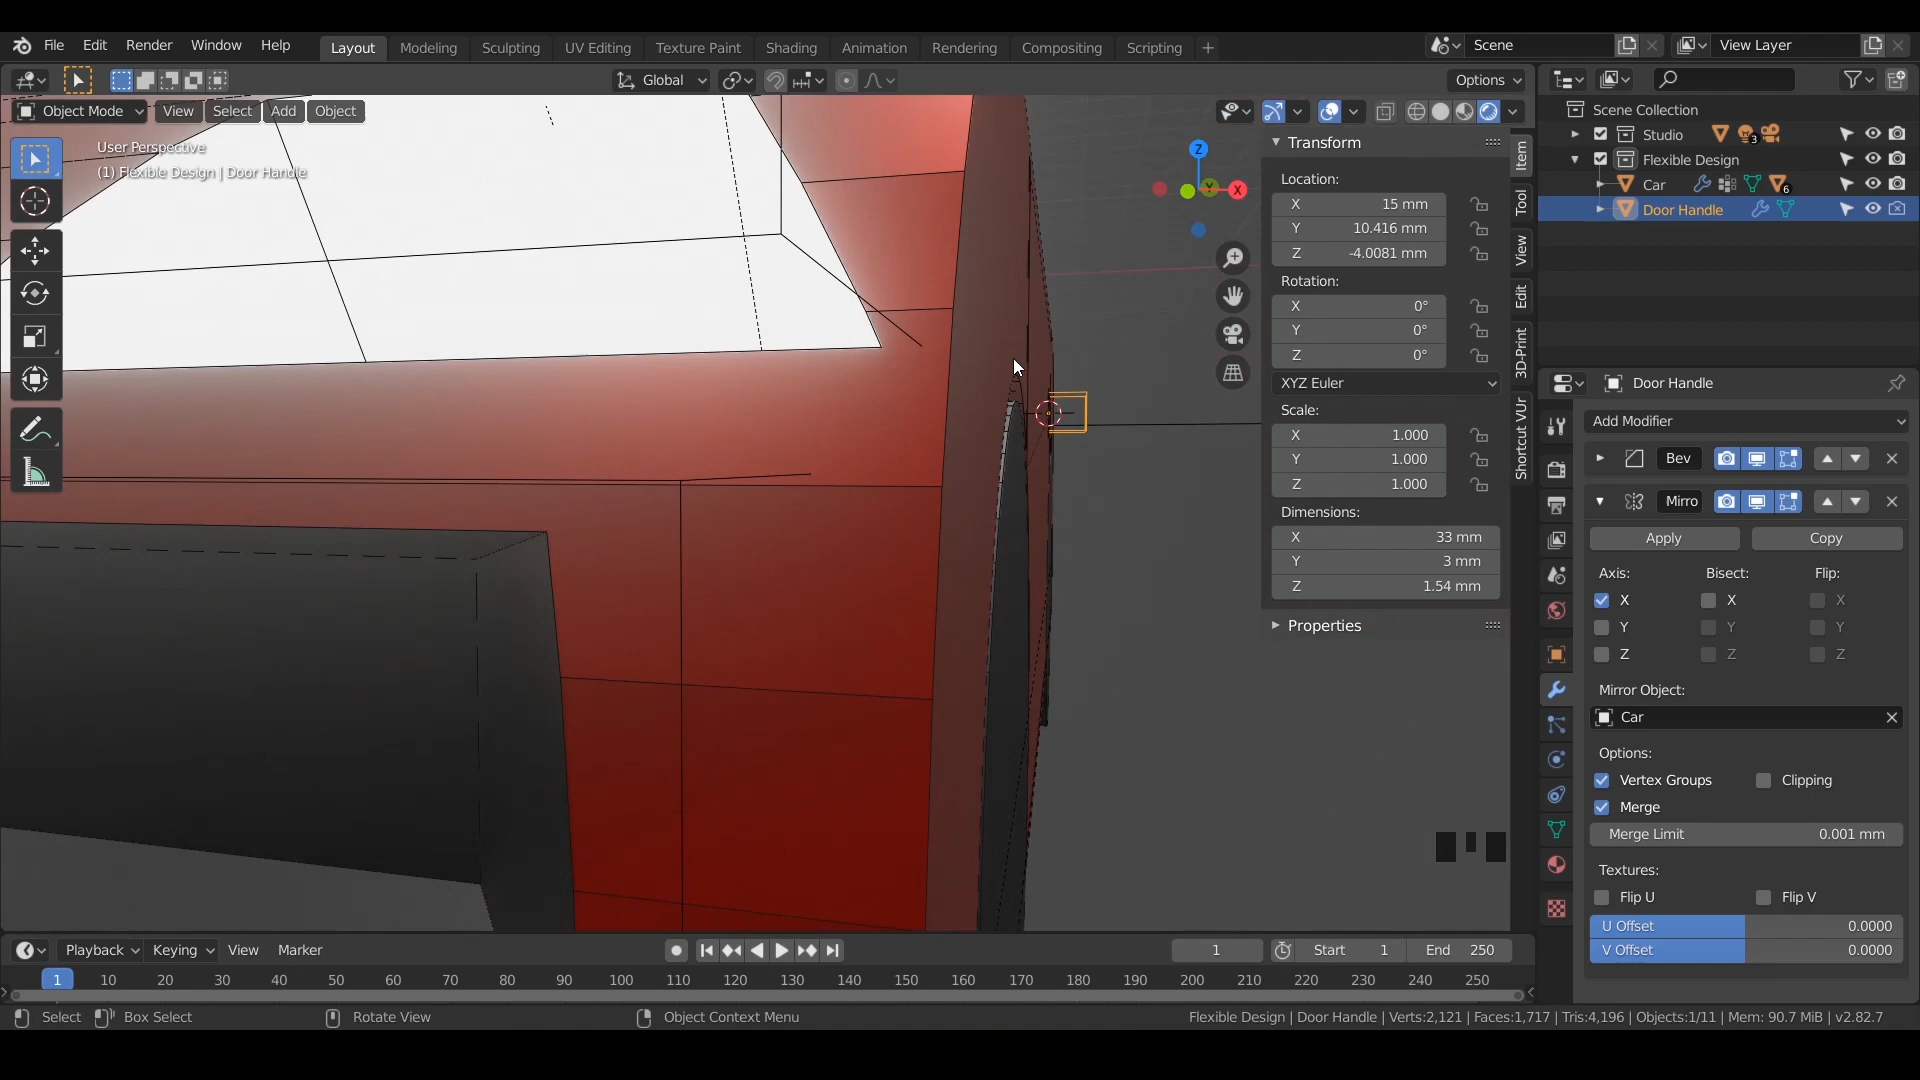 File Edit Render Window Help Layout Modeling Sculpting UV Editing Texture Paint Shading Animation Rendering Compositing Scripting + Scene View Layer
Global Options
Object Mode View Select Add Object
User Perspective
(1) Flexible Design | Door Handle
Z
Y
X
Transform
Location:
X 15 mm
Y 10.416 mm
Z -4.0081 mm
Rotation:
X 0°
Y 0°
Z 0°
XYZ Euler
Scale:
X 1.000
Y 1.000
Z 1.000
Dimensions:
X 33 mm
Y 3 mm
Z 1.54 mm
Properties
Item
Tool
View
Edit
3D-Print
Shortcut VUr
Scene Collection
Studio 3
Flexible Design
Car 6
Door Handle
Door Handle
Add Modifier
Bev
Mirro
Apply Copy
Axis: Bisect: Flip:
X X X
Y Y Y
Z Z Z
Mirror Object:
Car
Options:
Vertex Groups Clipping
Merge
Merge Limit 0.001 mm
Textures:
Flip U Flip V
U Offset 0.0000
V Offset 0.0000
Playback Keying View Marker 1 Start 1 End 250
1 10 20 30 40 50 60 70 80 90 100 110 120 130 140 150 160 170 180 190 200 210 220 230 240 250
Select Box Select Rotate View Object Context Menu Flexible Design | Door Handle | Verts:2,121 | Faces:1,717 | Tris:4,196 | Objects:1/11 | Mem: 90.7 MiB | v2.82.7